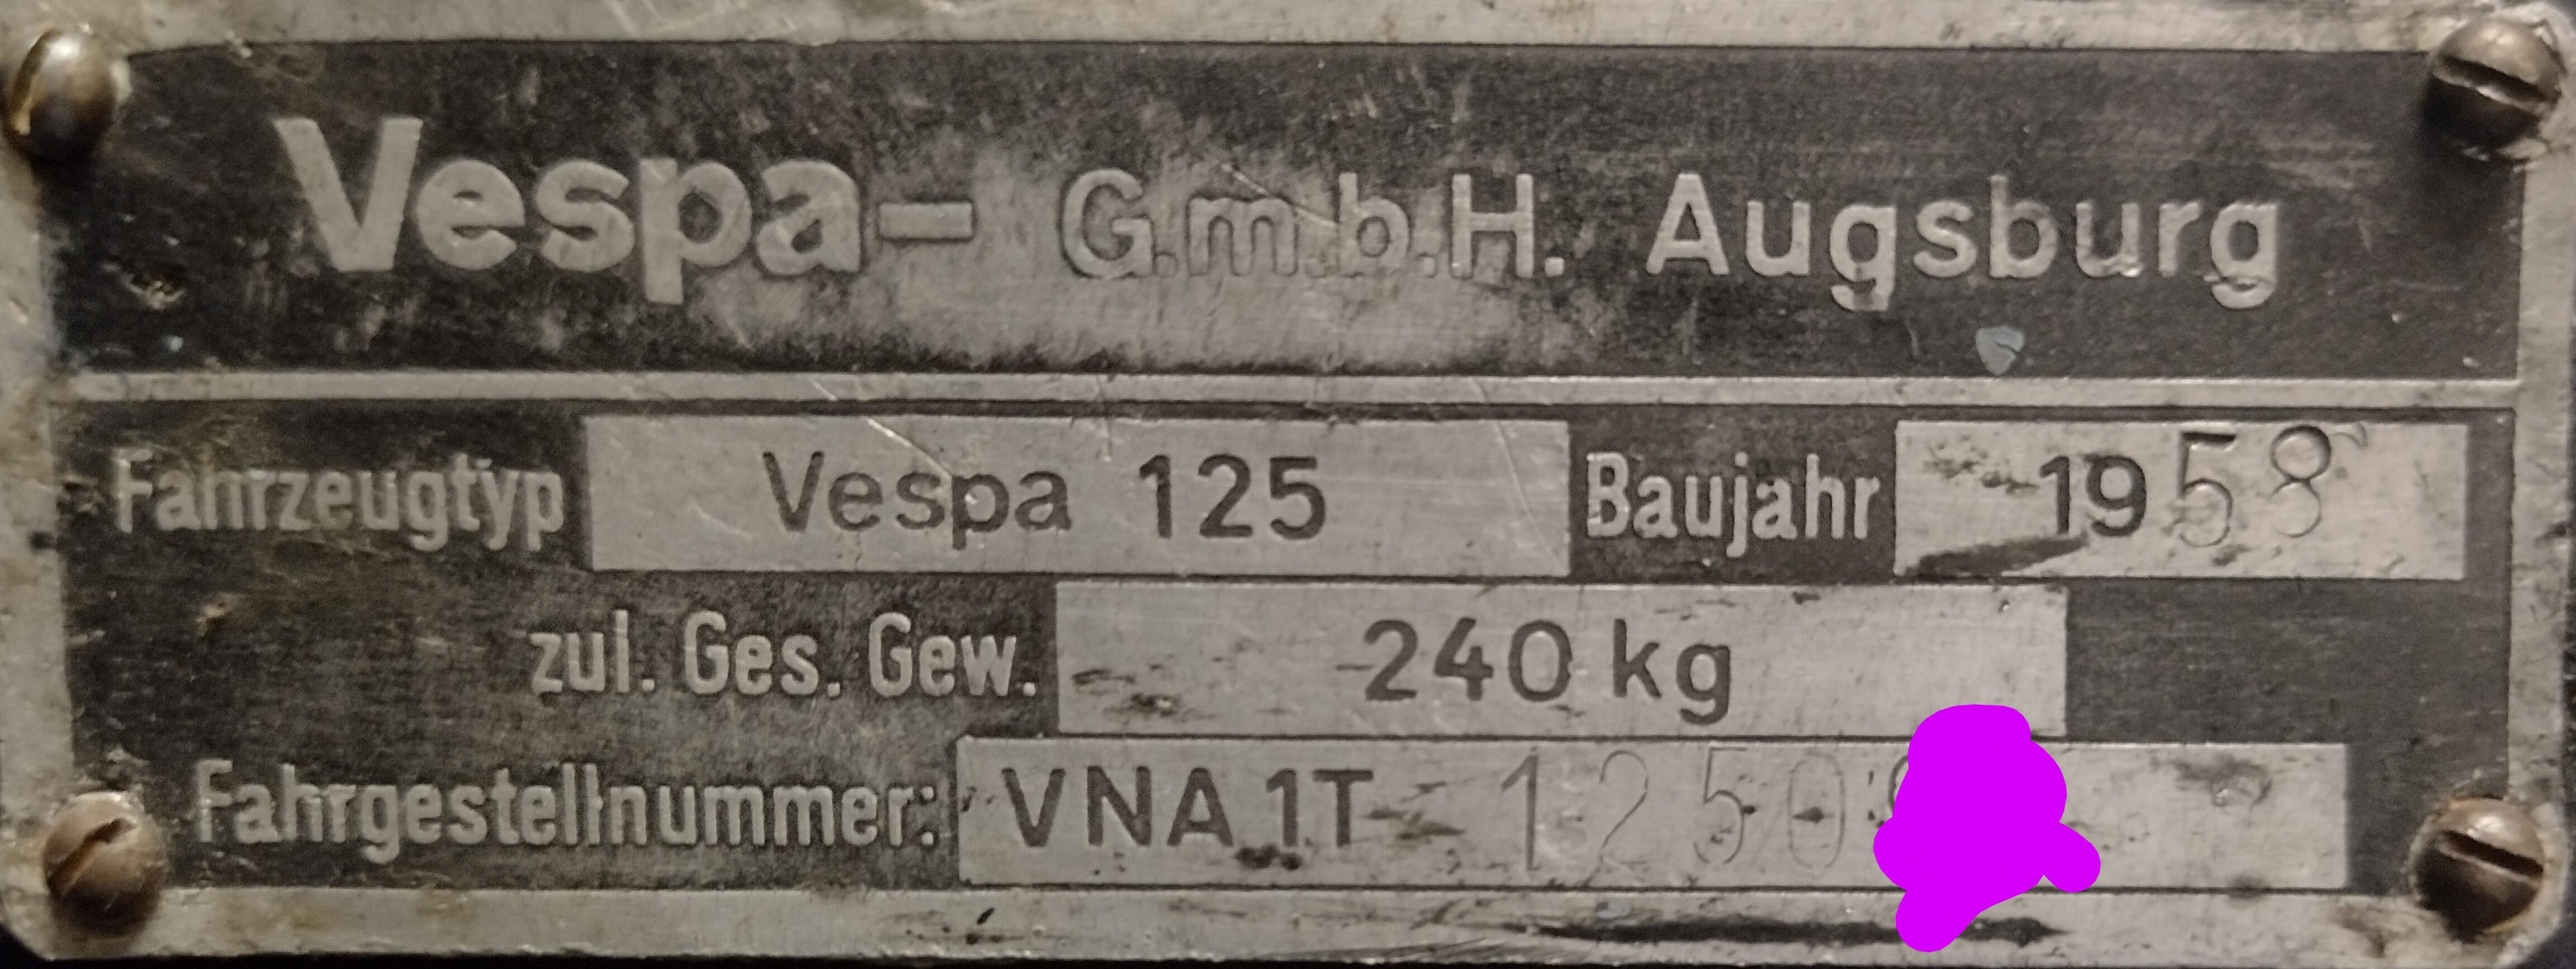 Vespa- G.m.b.H. Augsburg
Fahrzeugtyp Vespa 125 Baujahr 1958
zul. Ges. Gew. 240 kg
Fahrgestellnummer: VNA 1T 1250